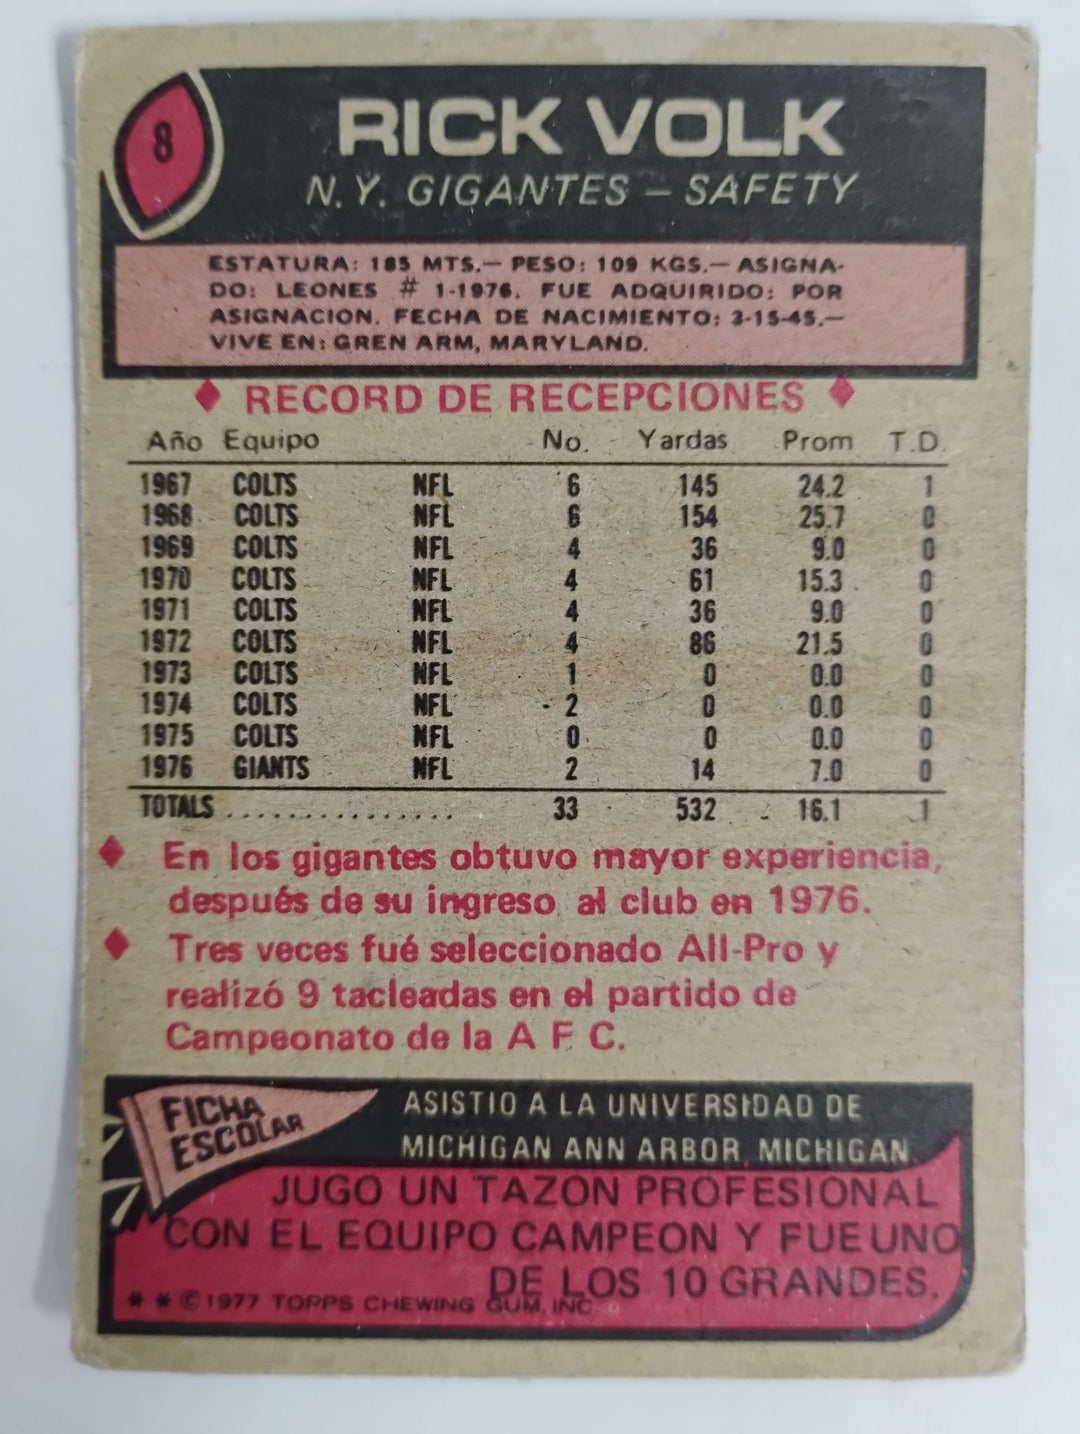 8
RICK VOLK
N.Y. GIGANTES – SAFETY
ESTATURA: 185 MTS.— PESO: 109 KGS.— ASIGNA-
DO: LEONES # 1-1976. FUE ADQUIRIDO: POR
ASIGNACION. FECHA DE NACIMIENTO: 3-15-45.—
VIVE EN: GREN ARM, MARYLAND.
♦ RECORD DE RECEPCIONES ♦
Año Equipo No. Yardas Prom T.D.
1967 COLTS NFL 6 145 24.2 1
1968 COLTS NFL 6 154 25.7 0
1969 COLTS NFL 4 36 9.0 0
1970 COLTS NFL 4 61 15.3 0
1971 COLTS NFL 4 36 9.0 0
1972 COLTS NFL 4 86 21.5 0
1973 COLTS NFL 1 0 0.0 0
1974 COLTS NFL 2 0 0.0 0
1975 COLTS NFL 0 0 0.0 0
1976 GIANTS NFL 2 14 7.0 0
TOTALS ............... 33 532 16.1 1
♦ En los gigantes obtuvo mayor experiencia,
después de su ingreso al club en 1976.
♦ Tres veces fué seleccionado All-Pro y
realizó 9 tacleadas en el partido de
Campeonato de la A F C.
FICHA
ESCOLAR
ASISTIO A LA UNIVERSIDAD DE
MICHIGAN ANN ARBOR, MICHIGAN.
JUGO UN TAZON PROFESIONAL
CON EL EQUIPO CAMPEON Y FUE UNO
DE LOS 10 GRANDES.
* * © 1977 TOPPS CHEWING GUM, INC.